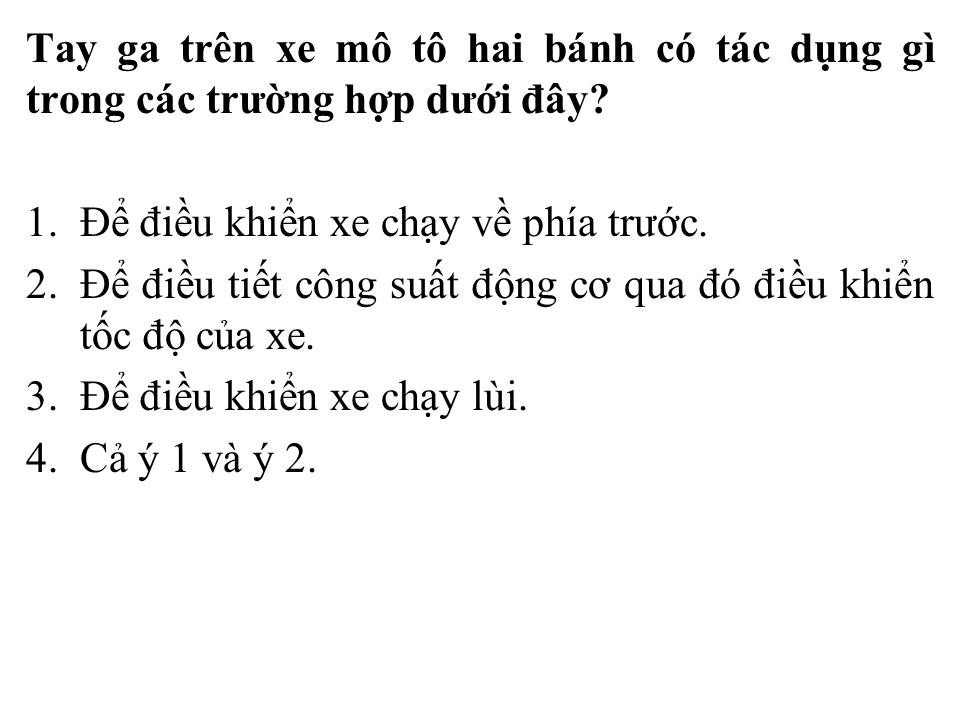 Tay ga trên xe mô tô hai bánh có tác dụng gì
trong các trường hợp dưới đây?
1. Để điều khiển xe chạy về phía trước.
2. Để điều tiết công suất động cơ qua đó điều khiển
tốc độ của xe.
3. Để điều khiển xe chạy lùi.
4. Cả ý 1 và ý 2.